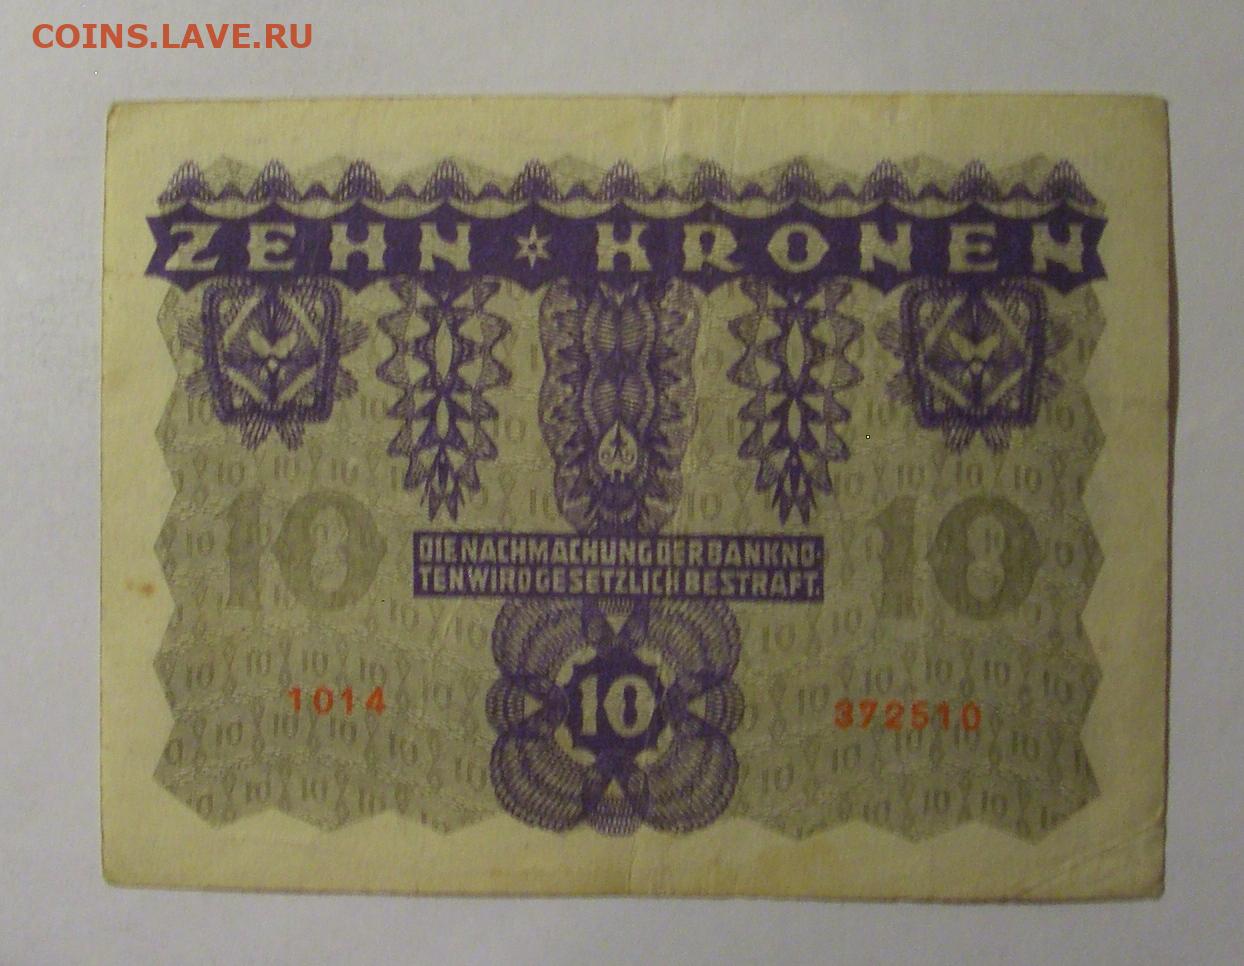 COINS.LAVE.RU
ZEHN ✶ KRONEN
10 10
DIE NACHMACHUNG DER BANKNO-
TEN WIRD GESETZLICH BESTRAFT.
10
1014 372510